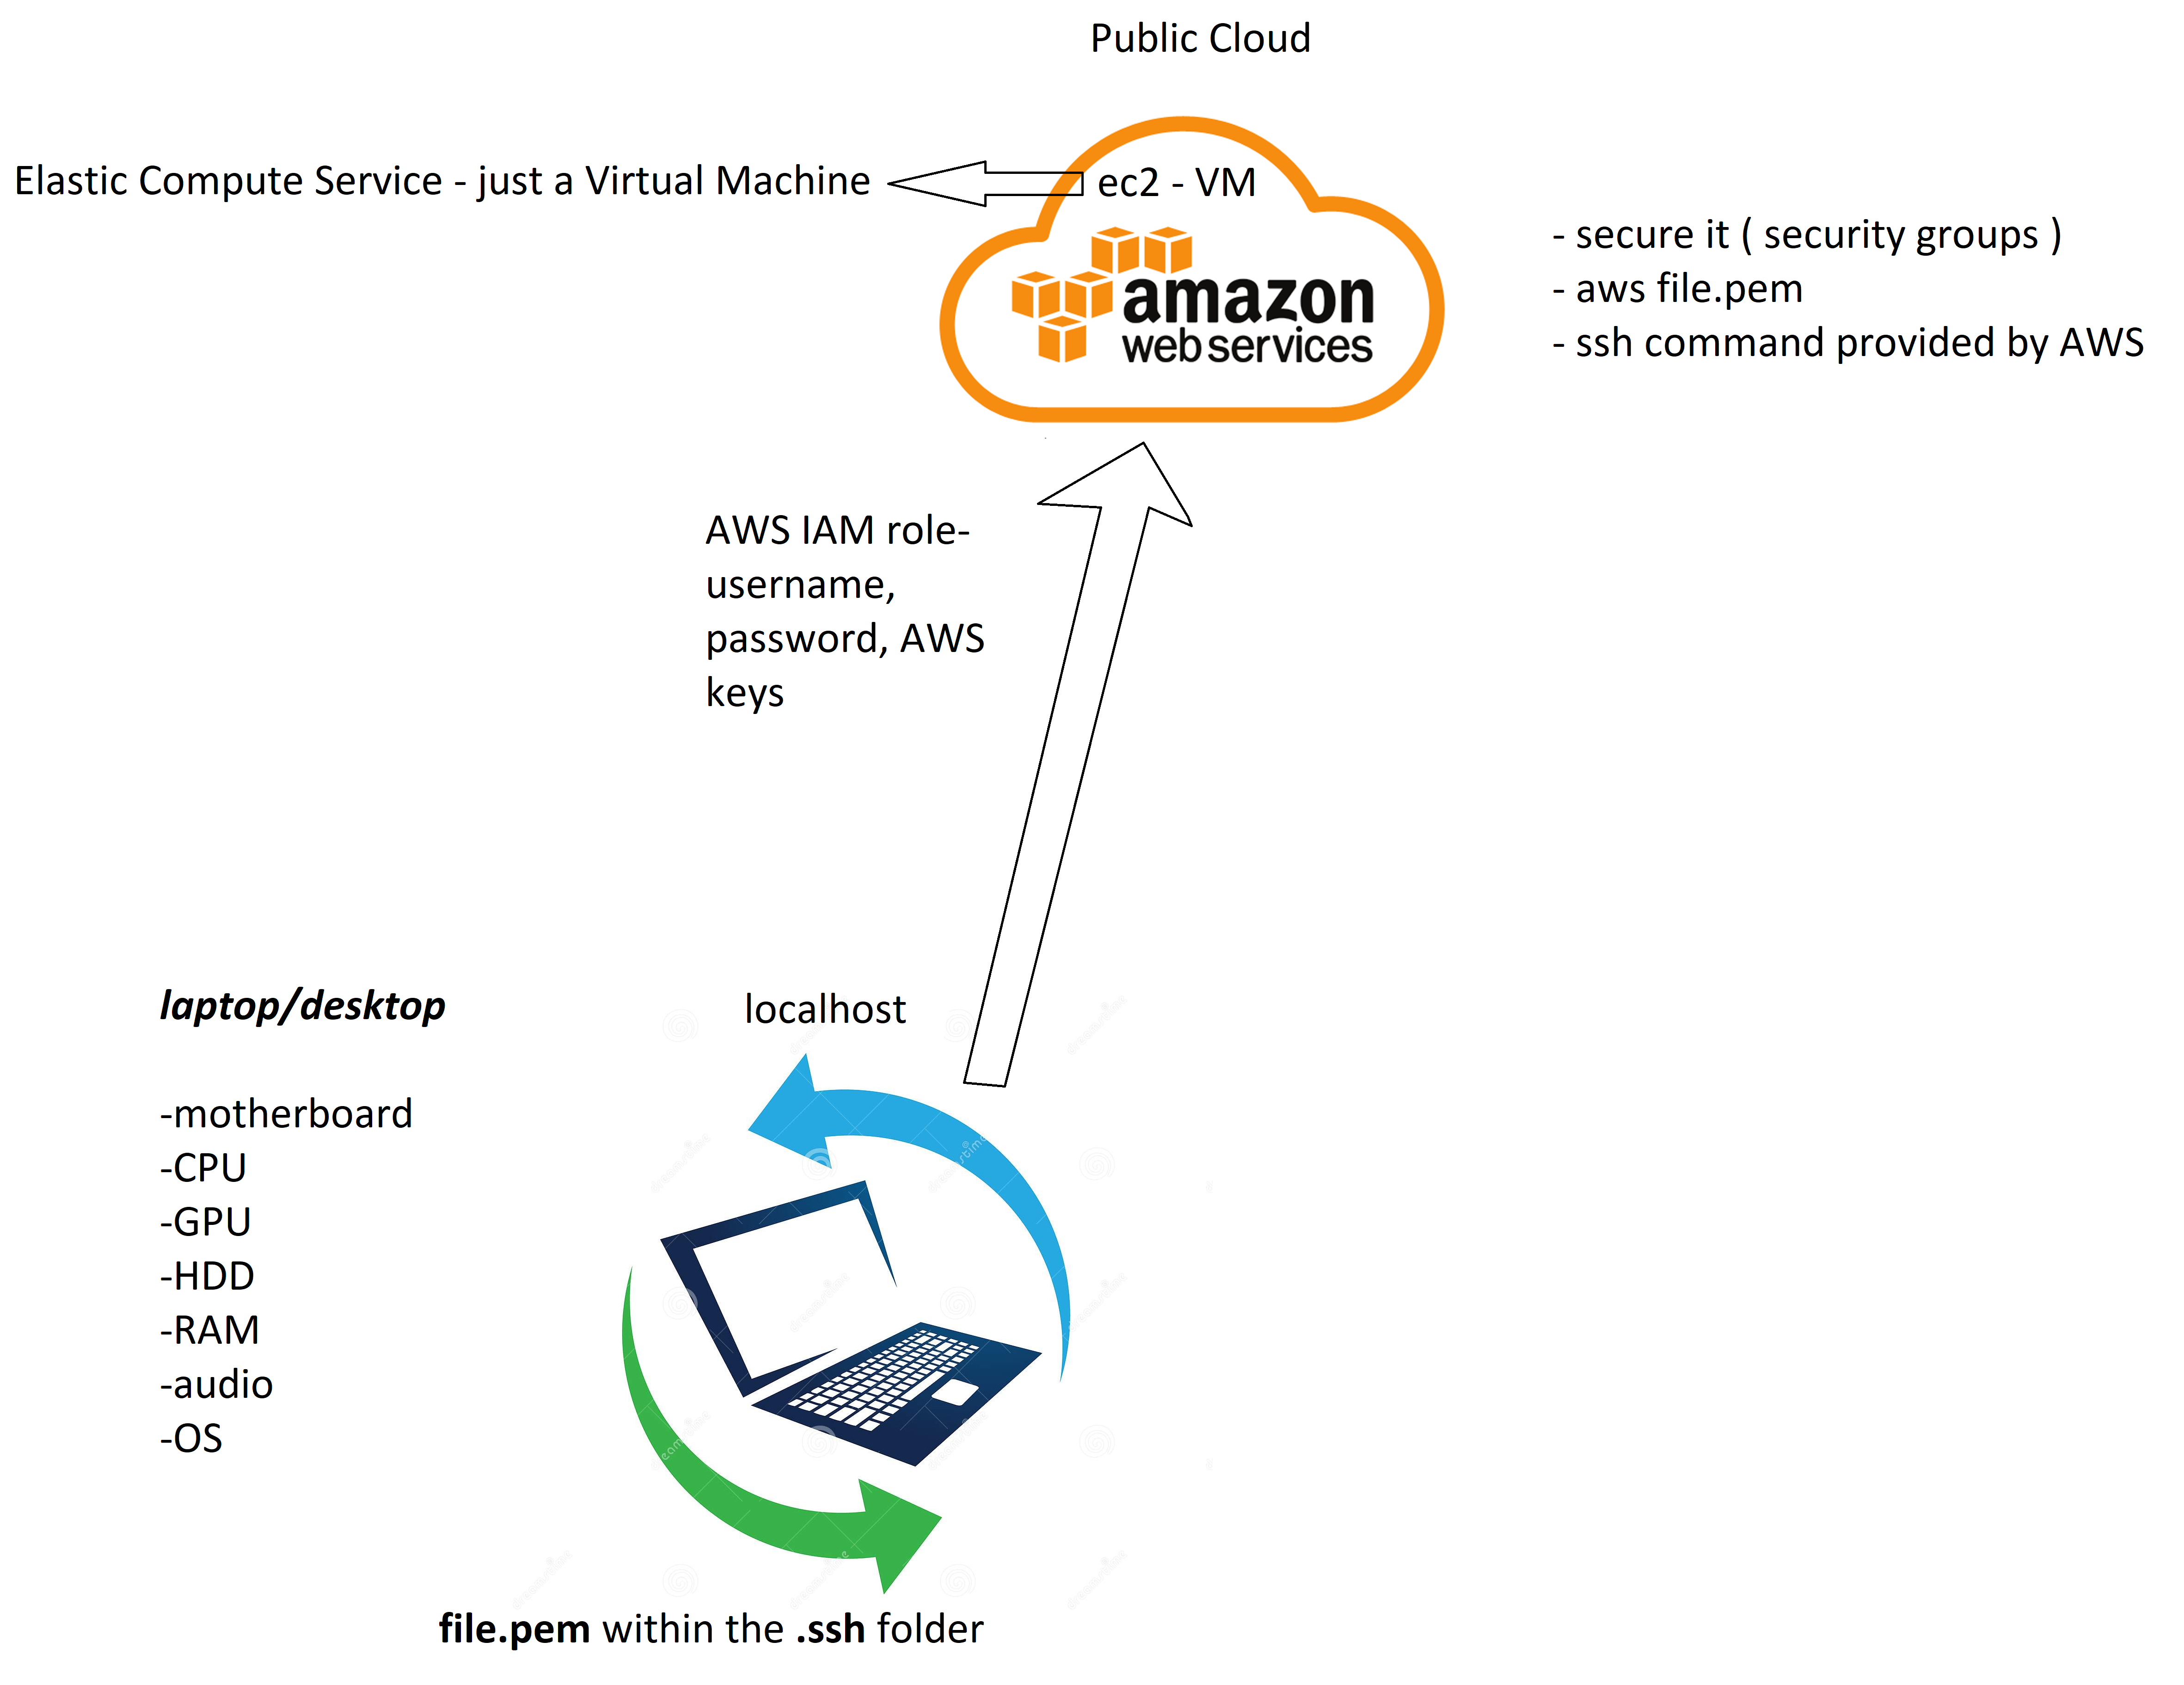 Public Cloud
Elastic Compute Service - just a Virtual Machine
ec2 - VM
amazon
web services
- secure it ( security groups )
- aws file.pem
- ssh command provided by AWS
AWS IAM role-
username,
password, AWS
keys
laptop/desktop
-motherboard
-CPU
-GPU
-HDD
-RAM
-audio
-OS
localhost
file.pem within the .ssh folder